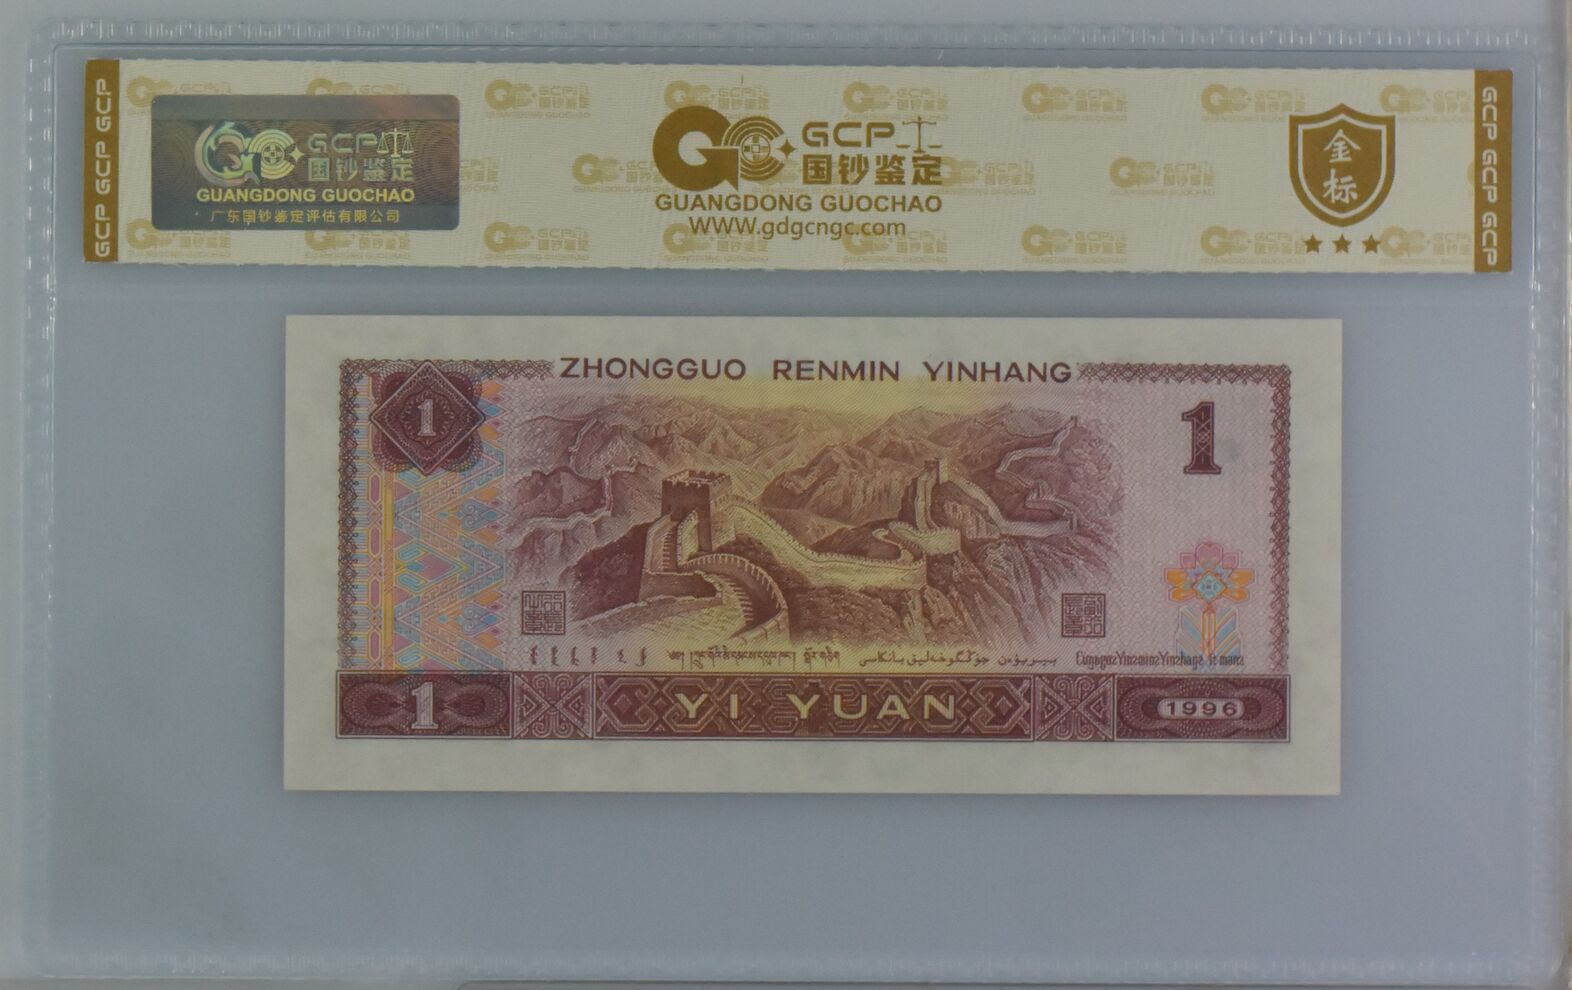 GCP GCP GCP
GCP
国钞鉴定
GUANGDONG GUOCHAO
广东国钞鉴定评估有限公司
GCP
国钞鉴定
GUANGDONG GUOCHAO
WWW.gdgcngc.com
金
标
GCP GCP GCP
ZHONGGUO RENMIN YINHANG
1
1
1
YI YUAN
1996